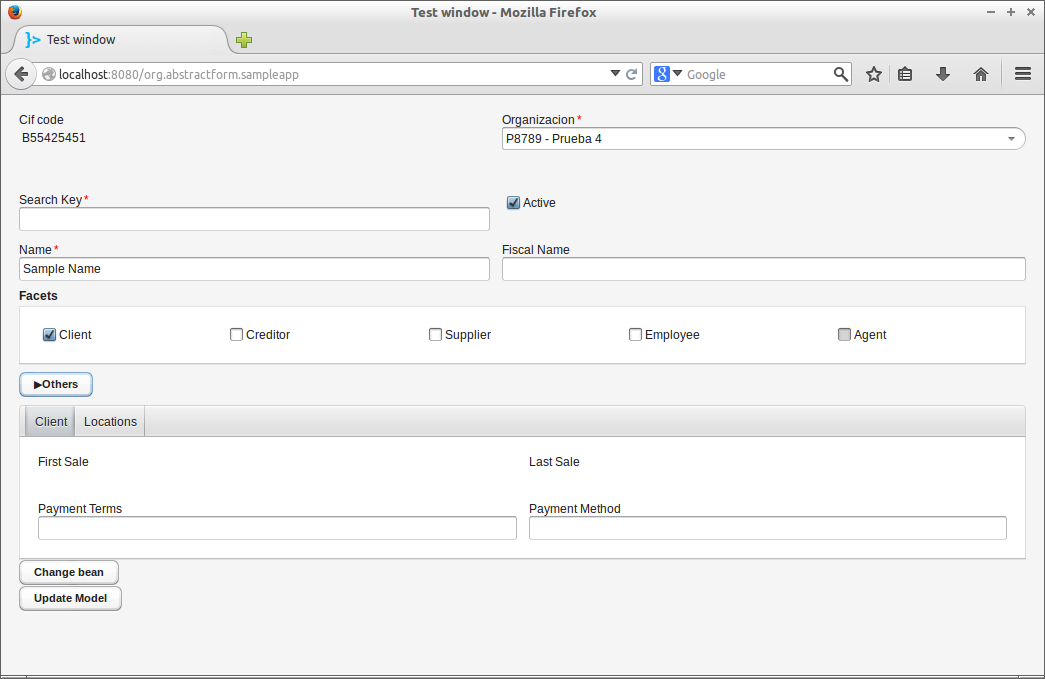 Test window - Mozilla Firefox
Test window
localhost:8080/org.abstractform.sampleapp
Google
Cif code
Organizacion *
B55425451
P8789 - Prueba 4
Search Key *
Active
Name *
Fiscal Name
Sample Name
Facets
Client Creditor Supplier Employee Agent
▶Others
Client Locations
First Sale Last Sale
Payment Terms Payment Method
Change bean
Update Model